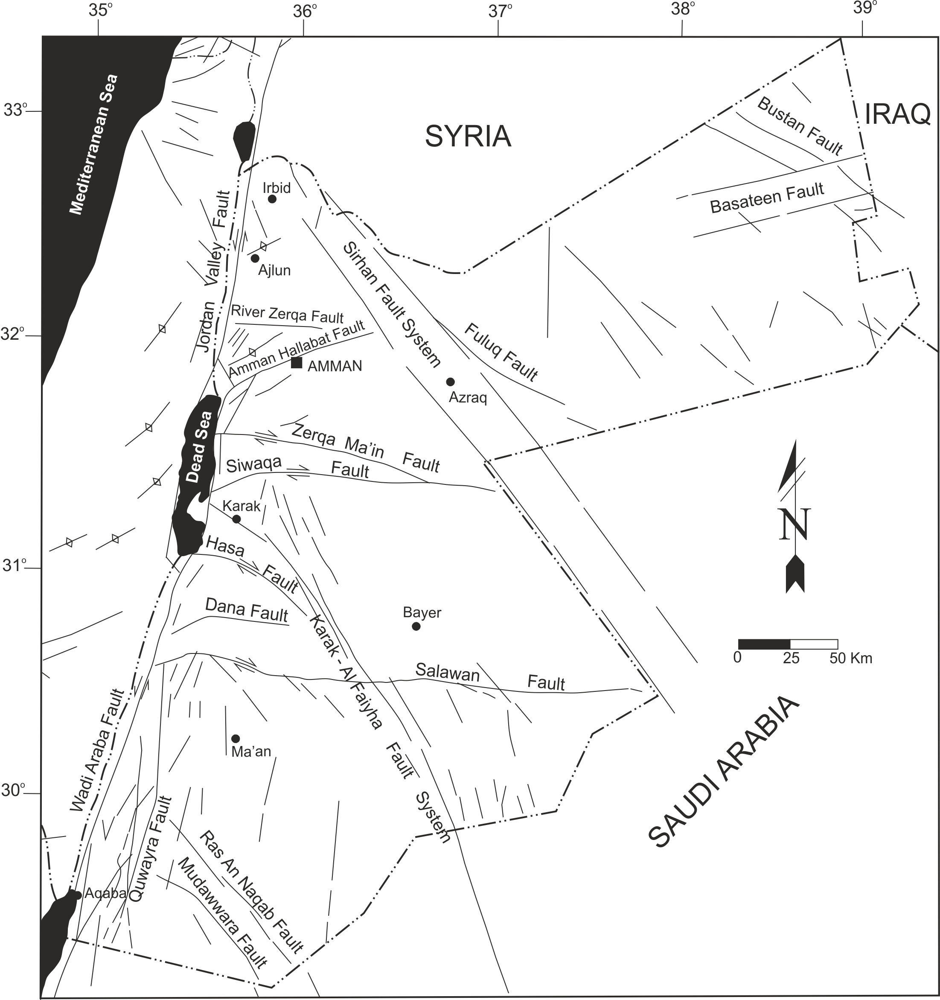 35° 36° 37° 38° 39°
33°
32°
31°
30°
Mediterranean Sea
SYRIA
IRAQ
Bustan Fault
Basateen Fault
Irbid
Jordan Valley Fault
Ajlun
Sirhan Fault System
River Zerqa Fault
Amman Hallabat Fault
AMMAN
Fuluq Fault
Azraq
Dead Sea
Zerqa Ma'in Fault
Siwaqa Fault
Karak
Hasa Fault
N
Dana Fault
Bayer
Karak - Al Faiyha Fault System
0 25 50 Km
Salawan Fault
SAUDI ARABIA
Wadi Araba Fault
Ma'an
Quwayra Fault
Ras An Naqab Fault
Mudawwara Fault
Aqaba